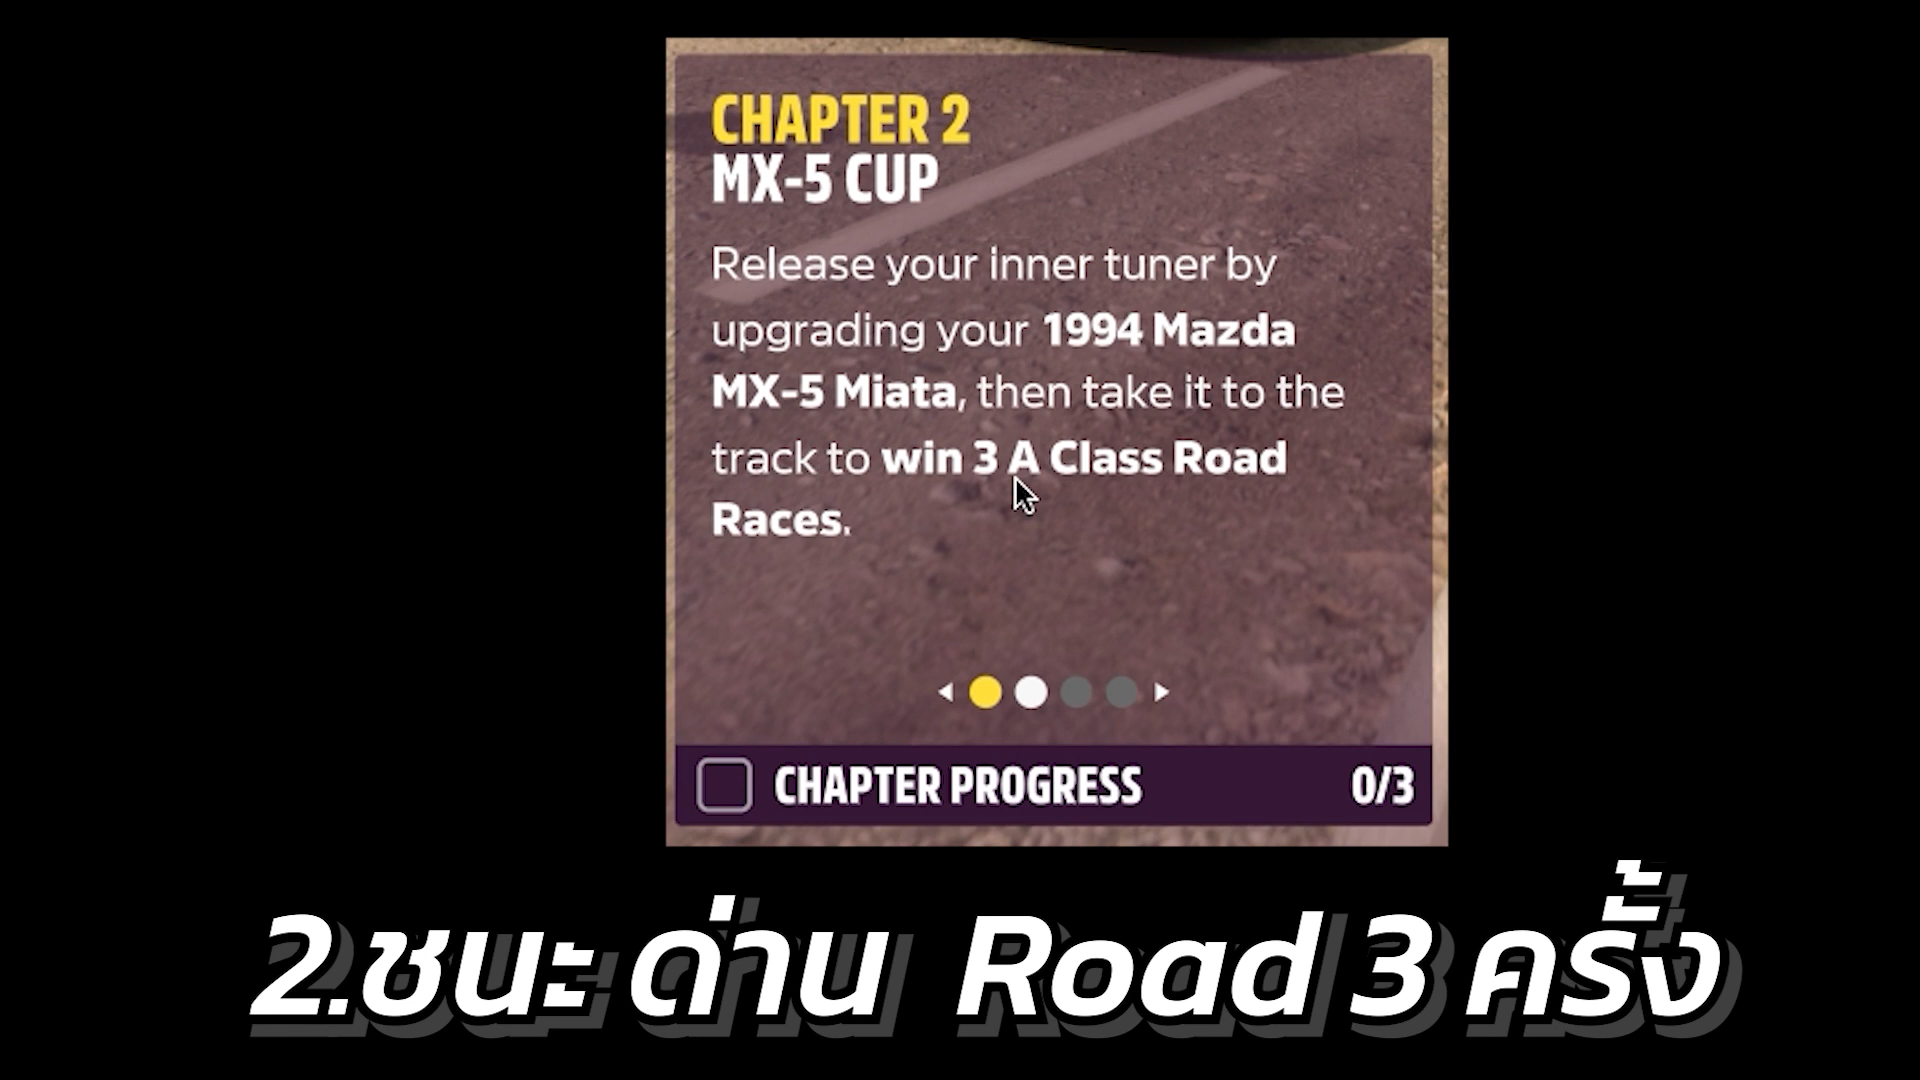 CHAPTER 2
MX-5 CUP
Release your inner tuner by
upgrading your 1994 Mazda
MX-5 Miata, then take it to the
track to win 3 A Class Road
Races.
CHAPTER PROGRESS 0/3
2.ชนะ ด่าน Road 3 ครั้ง